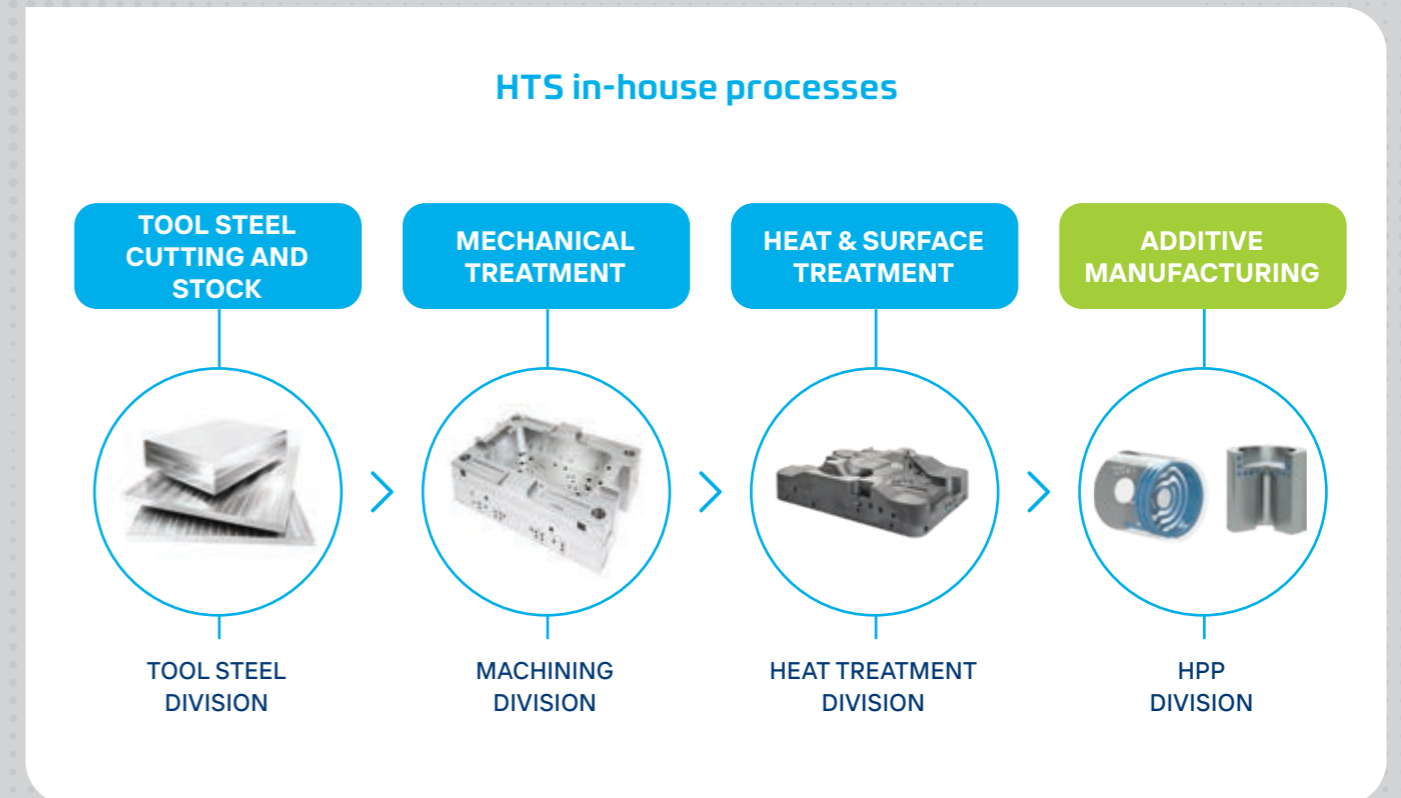 HTS in-house processes
TOOL STEEL
CUTTING AND
STOCK
MECHANICAL
TREATMENT
HEAT & SURFACE
TREATMENT
ADDITIVE
MANUFACTURING
TOOL STEEL
DIVISION
MACHINING
DIVISION
HEAT TREATMENT
DIVISION
HPP
DIVISION